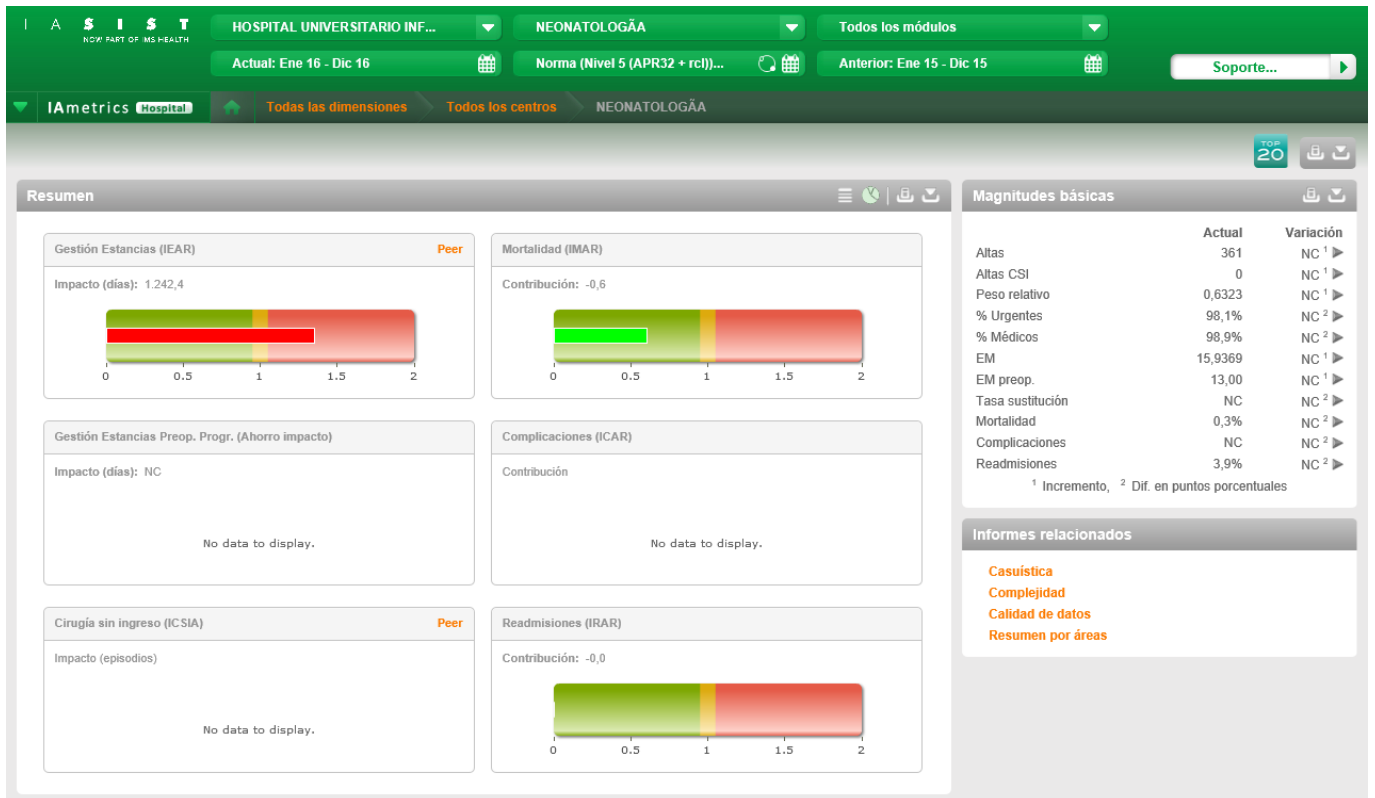 I A S I S T
NOW PART OF IMS HEALTH
HOSPITAL UNIVERSITARIO INF...
NEONATOLOGÃA
Todos los módulos
Actual: Ene 16 - Dic 16
Norma (Nivel 5 (APR32 + rcl))...
Anterior: Ene 15 - Dic 15
Soporte...
IAmetrics Hospital
Todas las dimensiones
Todos los centros
NEONATOLOGÃA
TOP 20
Resumen
Gestión Estancias (IEAR) Peer
Impacto (días): 1.242,4
0 0.5 1 1.5 2
Mortalidad (IMAR)
Contribución: -0,6
0 0.5 1 1.5 2
Gestión Estancias Preop. Progr. (Ahorro impacto)
Impacto (días): NC
No data to display.
Complicaciones (ICAR)
Contribución
No data to display.
Cirugía sin ingreso (ICSIA) Peer
Impacto (episodios)
No data to display.
Readmisiones (IRAR)
Contribución: -0,0
0 0.5 1 1.5 2
Magnitudes básicas
Actual Variación
Altas 361 NC 1
Altas CSI 0 NC 1
Peso relativo 0,6323 NC 1
% Urgentes 98,1% NC 2
% Médicos 98,9% NC 2
EM 15,9369 NC 1
EM preop. 13,00 NC 1
Tasa sustitución NC NC 2
Mortalidad 0,3% NC 2
Complicaciones NC NC 2
Readmisiones 3,9% NC 2
1 Incremento, 2 Dif. en puntos porcentuales
Informes relacionados
Casuística
Complejidad
Calidad de datos
Resumen por áreas